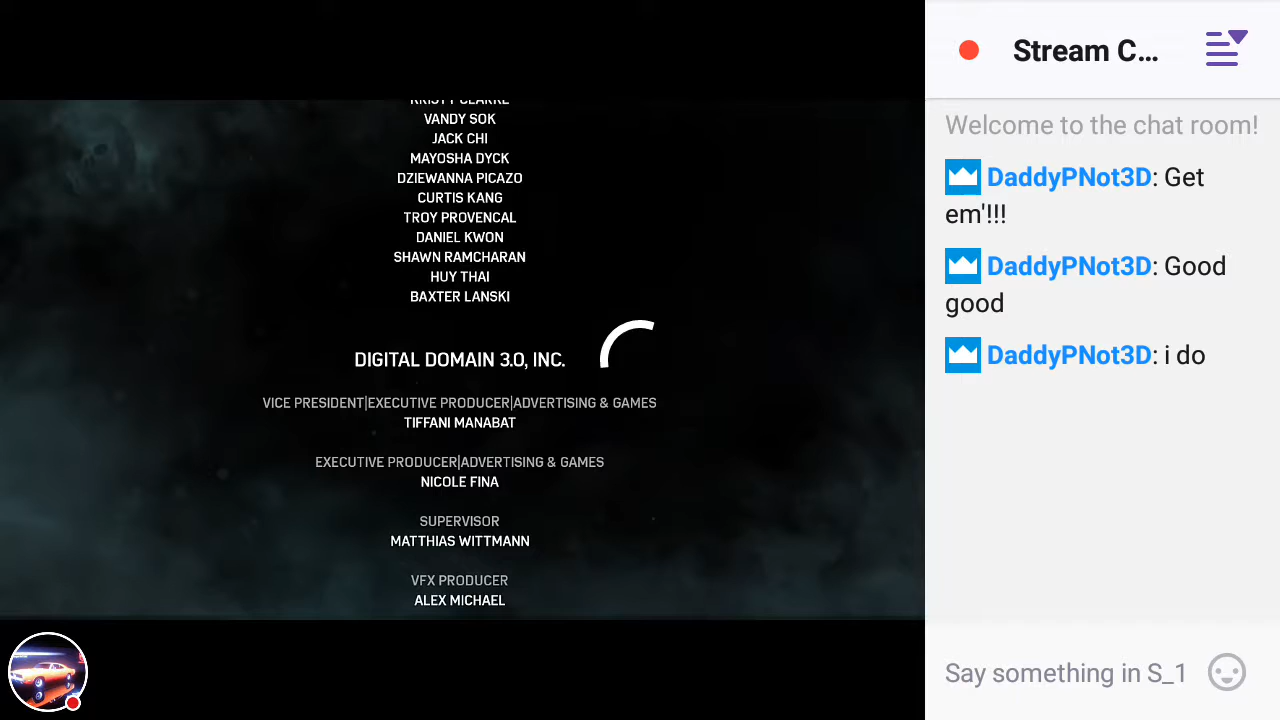 KRISTY CLARKE
VANDY SOK
JACK CHI
MAYOSHA DYCK
DZIEWANNA PICAZO
CURTIS KANG
TROY PROVENCAL
DANIEL KWON
SHAWN RAMCHARAN
HUY THAI
BAXTER LANSKI
DIGITAL DOMAIN 3.0, INC.
VICE PRESIDENT|EXECUTIVE PRODUCER|ADVERTISING & GAMES
TIFFANI MANABAT
EXECUTIVE PRODUCER|ADVERTISING & GAMES
NICOLE FINA
SUPERVISOR
MATTHIAS WITTMANN
VFX PRODUCER
ALEX MICHAEL
Stream C...
Welcome to the chat room!
DaddyPNot3D: Get
em'!!!
DaddyPNot3D: Good
good
DaddyPNot3D: i do
Say something in S_1